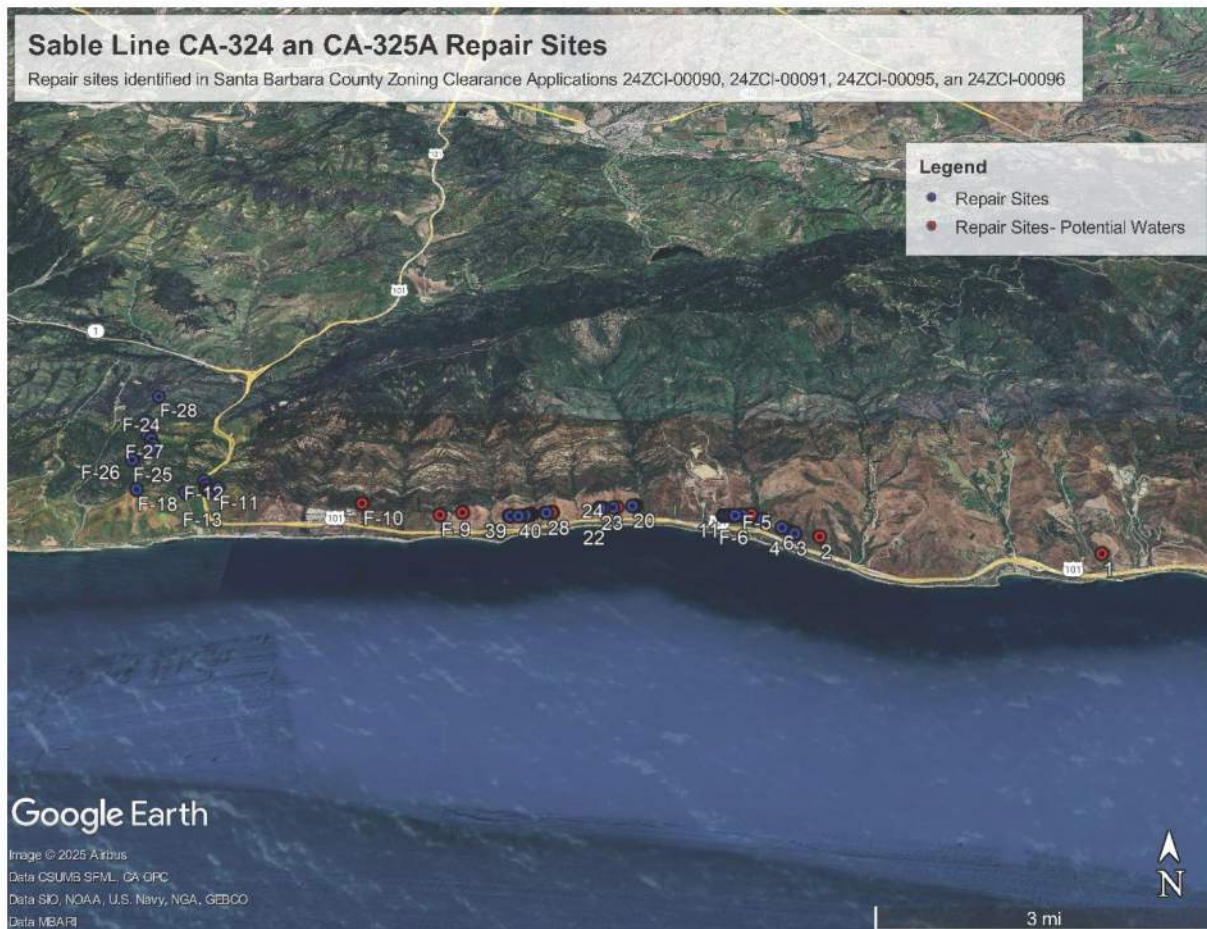 Sable Line CA-324 an CA-325A Repair Sites
Repair sites identified in Santa Barbara County Zoning Clearance Applications 24ZCI-00090, 24ZCI-00091, 24ZCI-00095, an 24ZCI-00096
Legend
Repair Sites
Repair Sites- Potential Waters
101
101
1
F-28
F-24
F-27
F-26
F-25
F-18
F-12
F-11
F-13
101
F-10
F-9
39
40
28
24
23
20
22
11
F-5
F-6
4
6
3
2
101
1
Google Earth
Image © 2025 Airbus
Data CSUMB SFML, CA OPC
Data SIO, NOAA, U.S. Navy, NGA, GEBCO
Data MBARI
N
3 mi